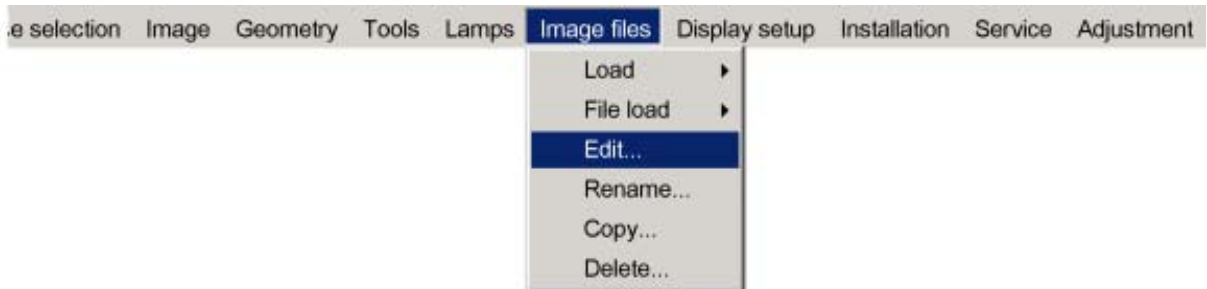 .e selection Image Geometry Tools Lamps Image files Display setup Installation Service Adjustment
Load
File load
Edit...
Rename...
Copy...
Delete...